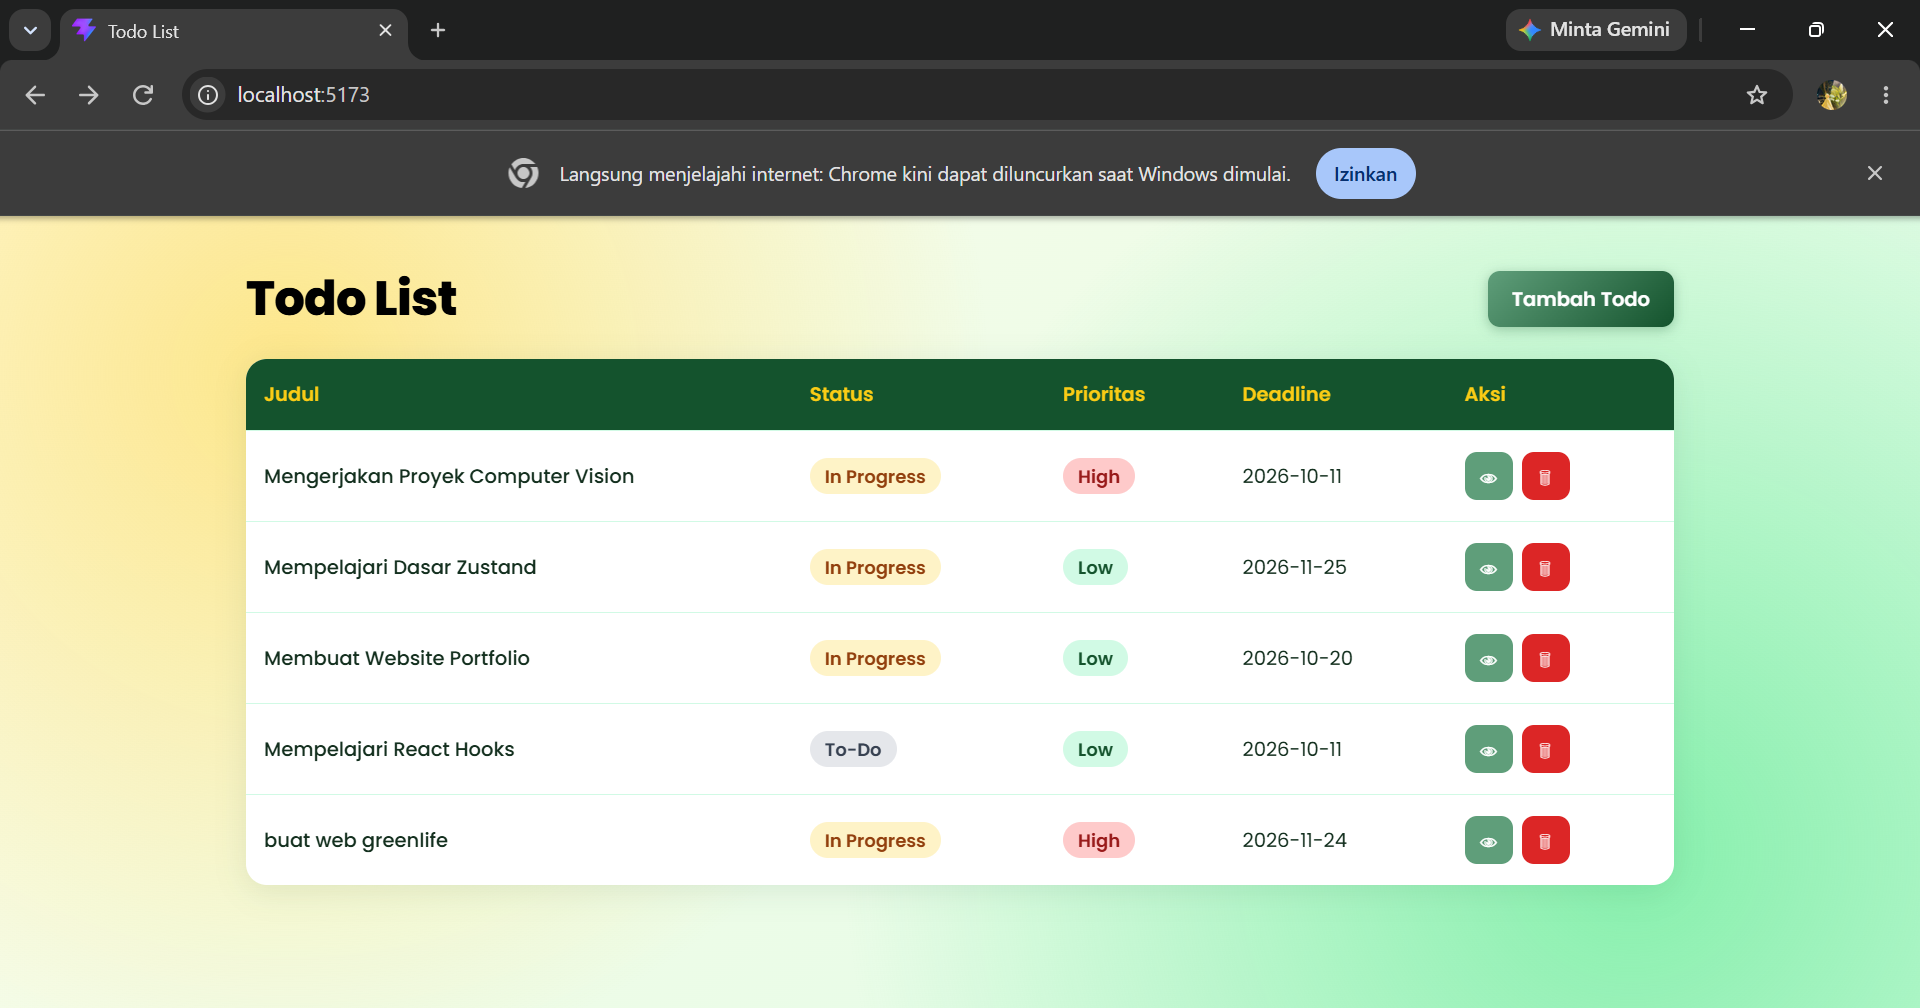 Todo List
Minta Gemini
localhost:5173
Langsung menjelajahi internet: Chrome kini dapat diluncurkan saat Windows dimulai. Izinkan
Todo List
Tambah Todo
Judul Status Prioritas Deadline Aksi
Mengerjakan Proyek Computer Vision In Progress High 2026-10-11
Mempelajari Dasar Zustand In Progress Low 2026-11-25
Membuat Website Portfolio In Progress Low 2026-10-20
Mempelajari React Hooks To-Do Low 2026-10-11
buat web greenlife In Progress High 2026-11-24